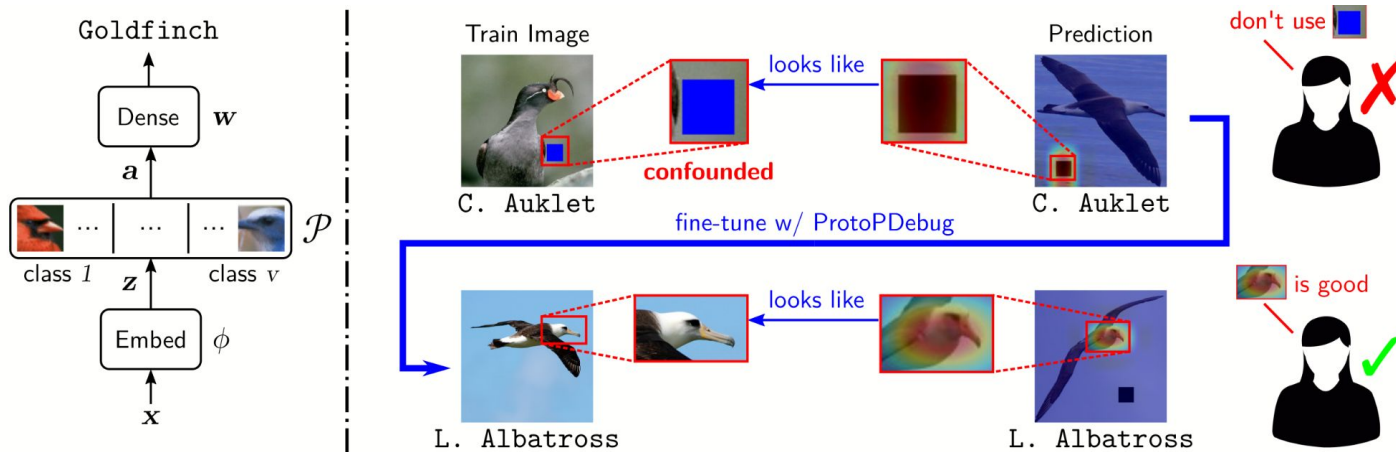 Goldfinch
Dense
w
a
... ... ...
𝒫
class 1
class v
z
Embed
ϕ
x
Train Image
Prediction
looks like
confounded
C. Auklet
C. Auklet
don't use
fine-tune w/ ProtoPDebug
looks like
L. Albatross
L. Albatross
is good